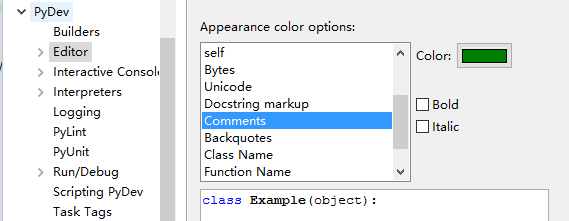 PyDev
Builders
Editor
Interactive Console
Interpreters
Logging
PyLint
PyUnit
Run/Debug
Scripting PyDev
Task Tags
Appearance color options:
self
Bytes
Unicode
Docstring markup
Comments
Backquotes
Class Name
Function Name
Color:
Bold
Italic
class Example(object):